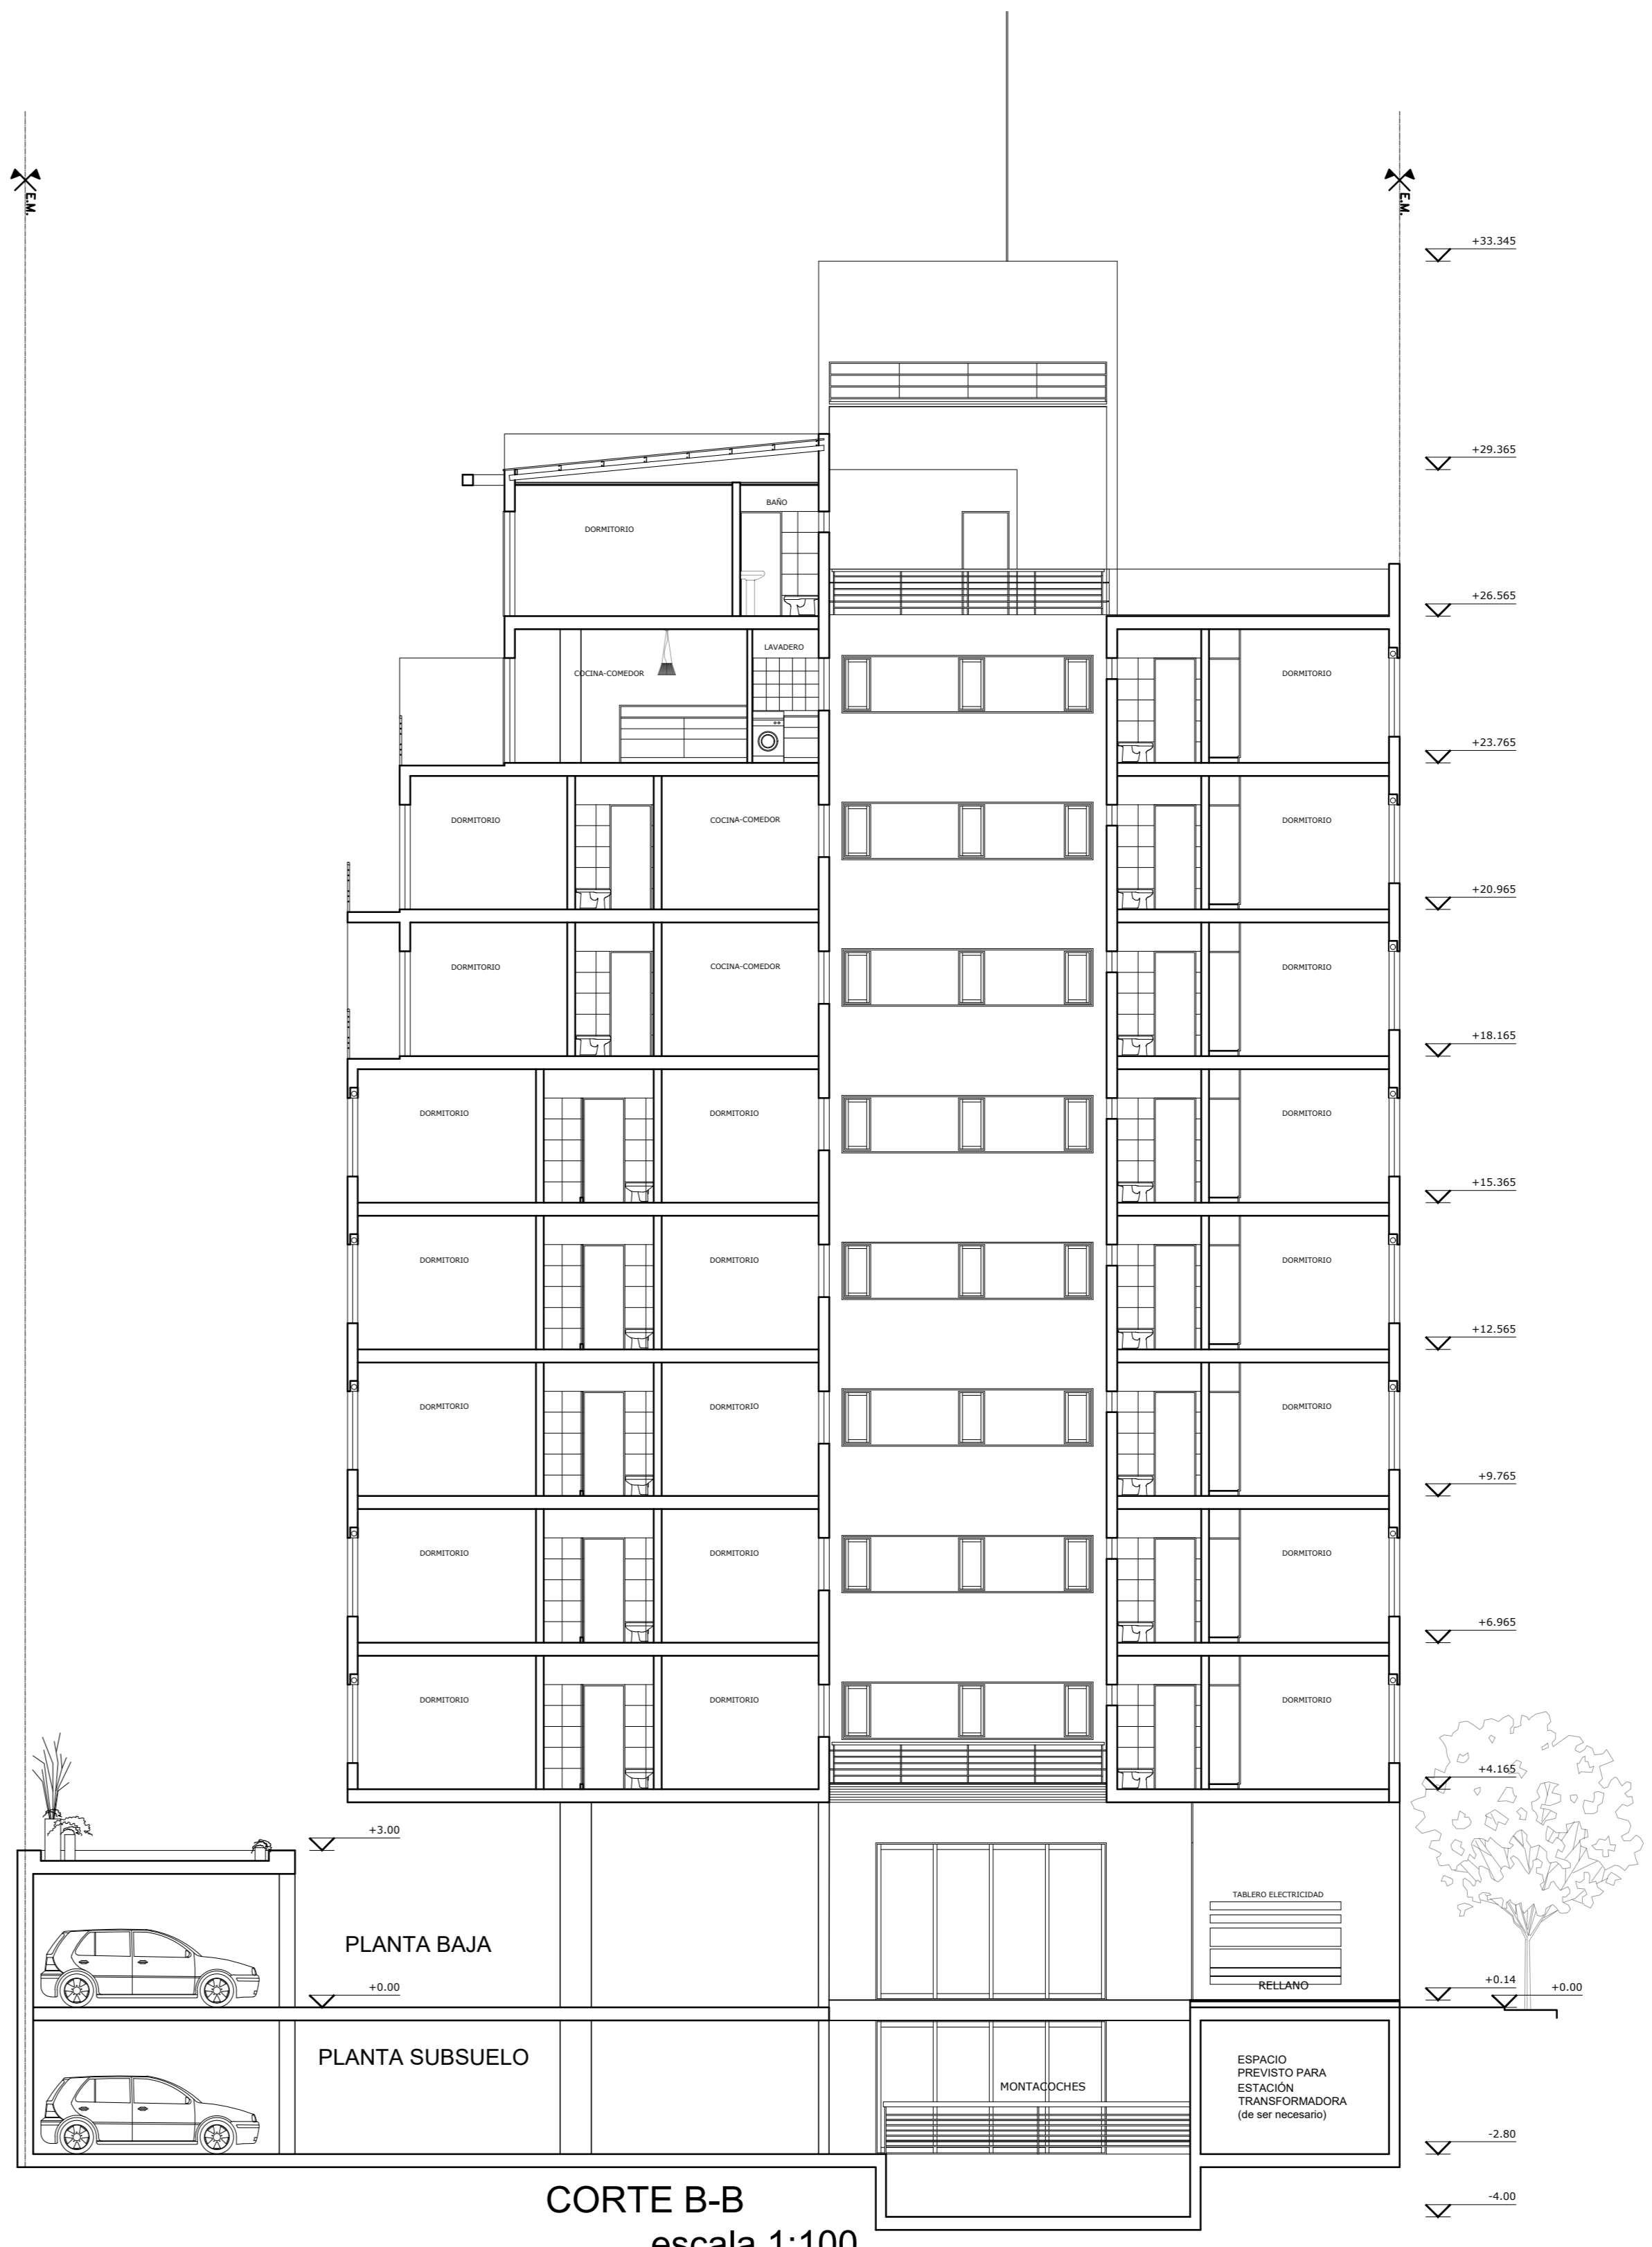 E.M.
E.M.
+33.345
+29.365
BAÑO
DORMITORIO
+26.565
LAVADERO
COCINA-COMEDOR
DORMITORIO
+23.765
DORMITORIO
COCINA-COMEDOR
DORMITORIO
+20.965
DORMITORIO
COCINA-COMEDOR
DORMITORIO
+18.165
DORMITORIO
DORMITORIO
DORMITORIO
+15.365
DORMITORIO
DORMITORIO
DORMITORIO
+12.565
DORMITORIO
DORMITORIO
DORMITORIO
+9.765
DORMITORIO
DORMITORIO
DORMITORIO
+6.965
DORMITORIO
DORMITORIO
DORMITORIO
+4.165
+3.00
TABLERO ELECTRICIDAD
PLANTA BAJA
RELLANO
+0.00
+0.14
+0.00
PLANTA SUBSUELO
MONTACOCHES
ESPACIO
PREVISTO PARA
ESTACIÓN
TRANSFORMADORA
(de ser necesario)
-2.80
-4.00
CORTE B-B
escala 1:100